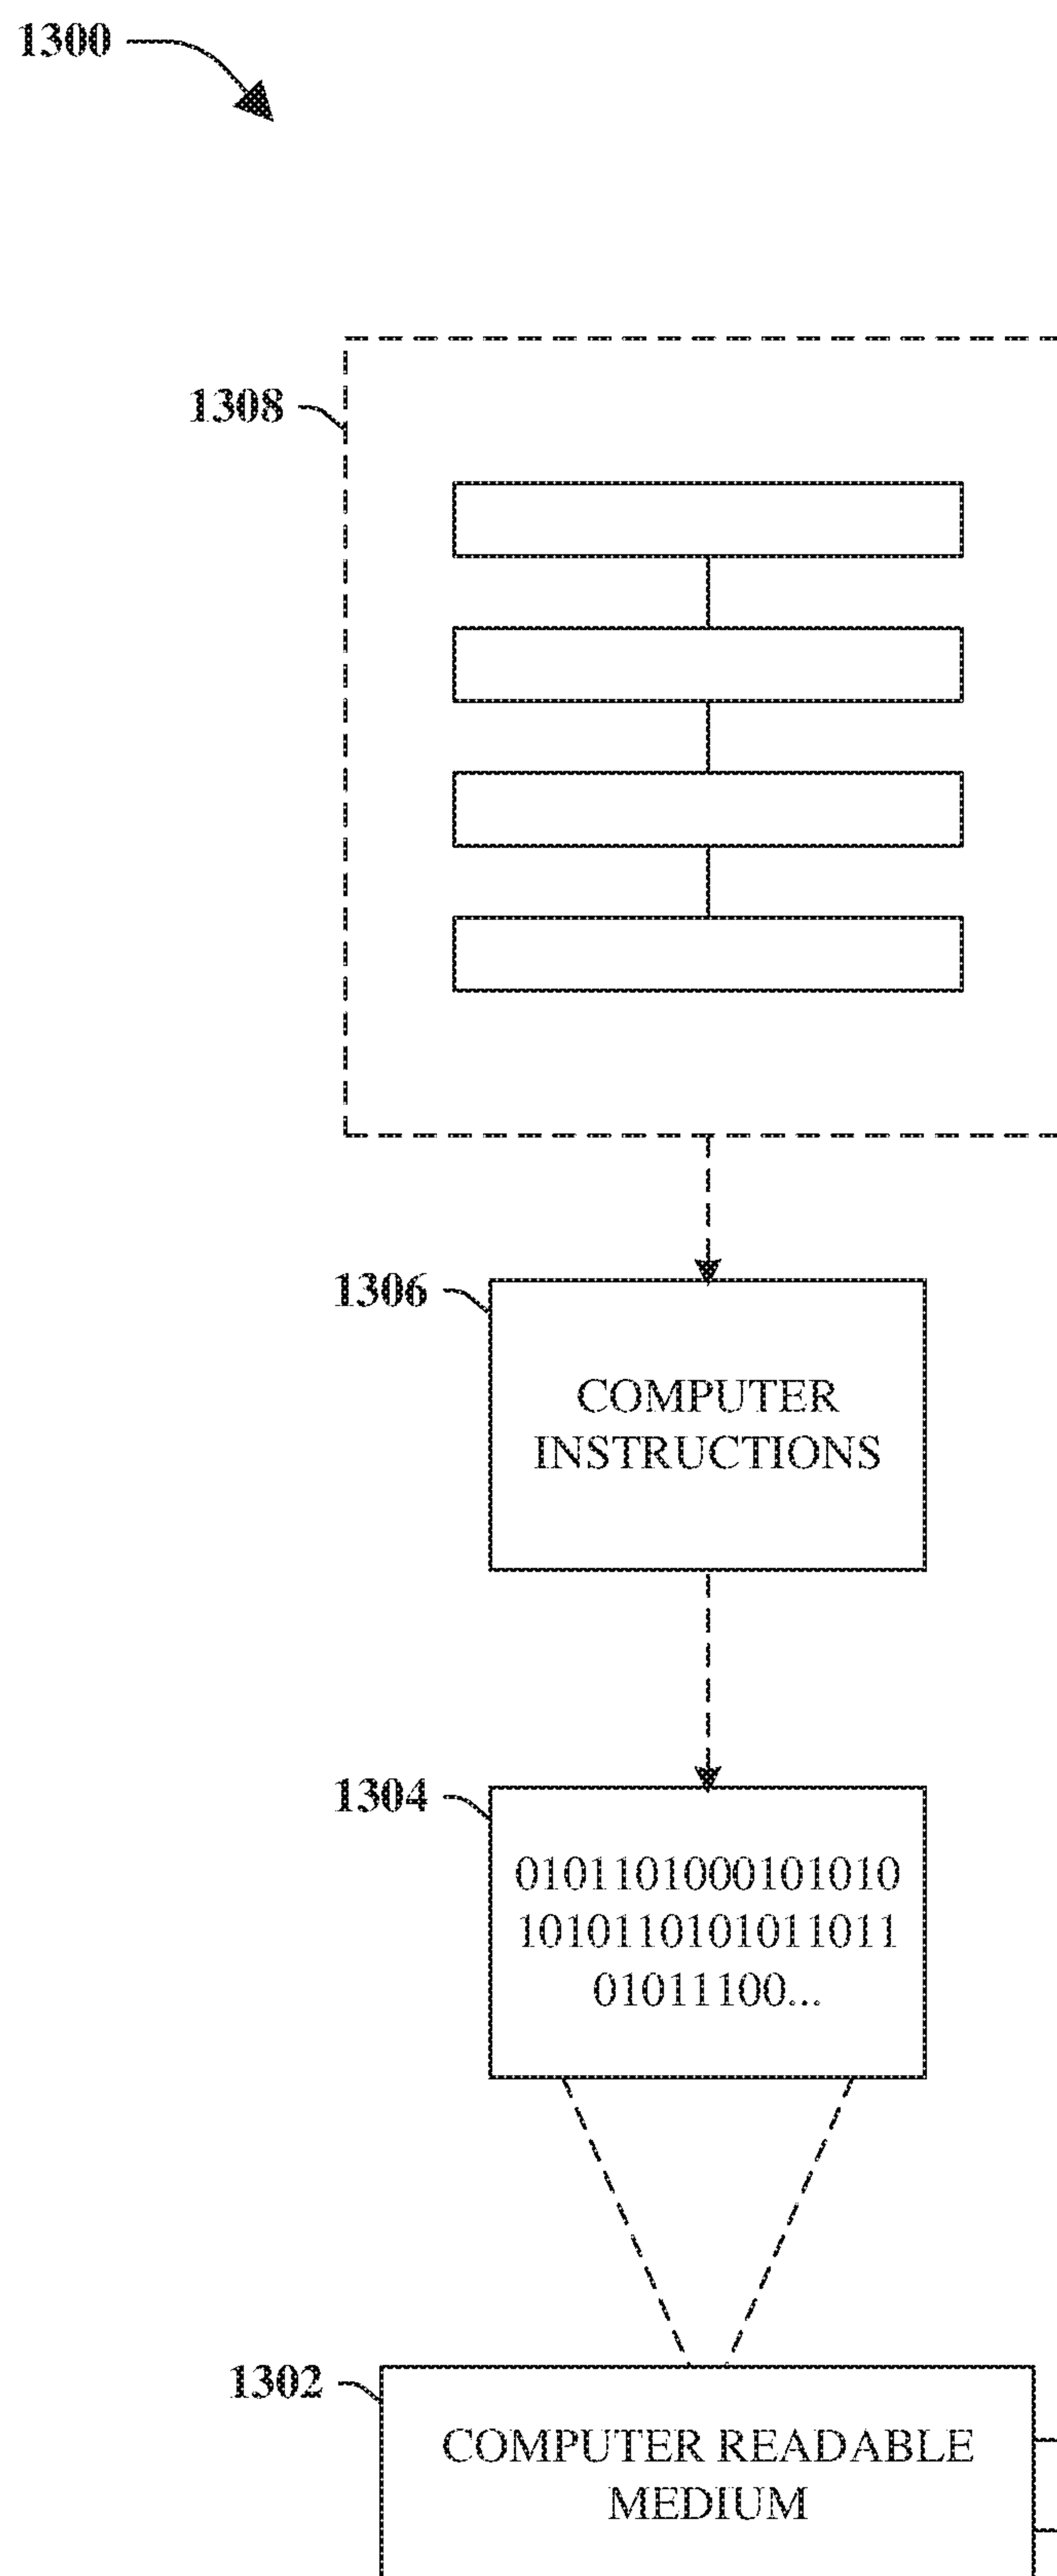 1300
1308
1306
COMPUTER
INSTRUCTIONS
1304
0101101000101010
1010110101011011
01011100...
1302
COMPUTER READABLE
MEDIUM